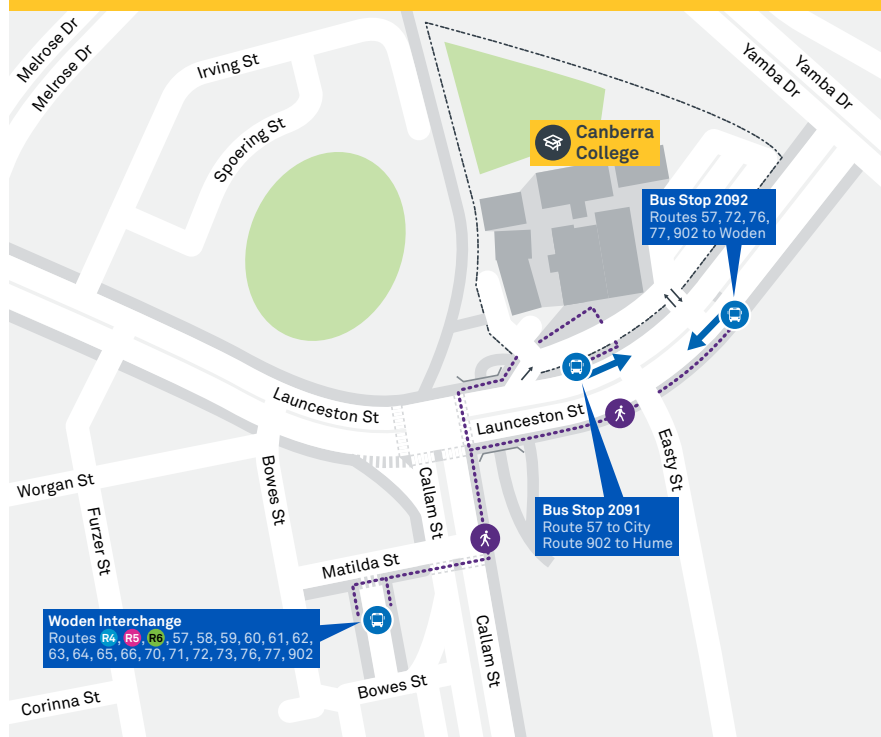 Melrose Dr
Melrose Dr
Irving St
Spoering St
Yamba Dr
Yamba Dr
Canberra
College
Bus Stop 2092
Routes 57, 72, 76,
77, 902 to Woden
Launceston St
Launceston St
Worgan St
Furzer St
Bowes St
Callam St
Easty St
Bus Stop 2091
Route 57 to City
Route 902 to Hume
Matilda St
Woden Interchange
Routes R4, R5, R6, 57, 58, 59, 60, 61, 62,
63, 64, 65, 66, 70, 71, 72, 73, 76, 77, 902
Callam St
Bowes St
Corinna St